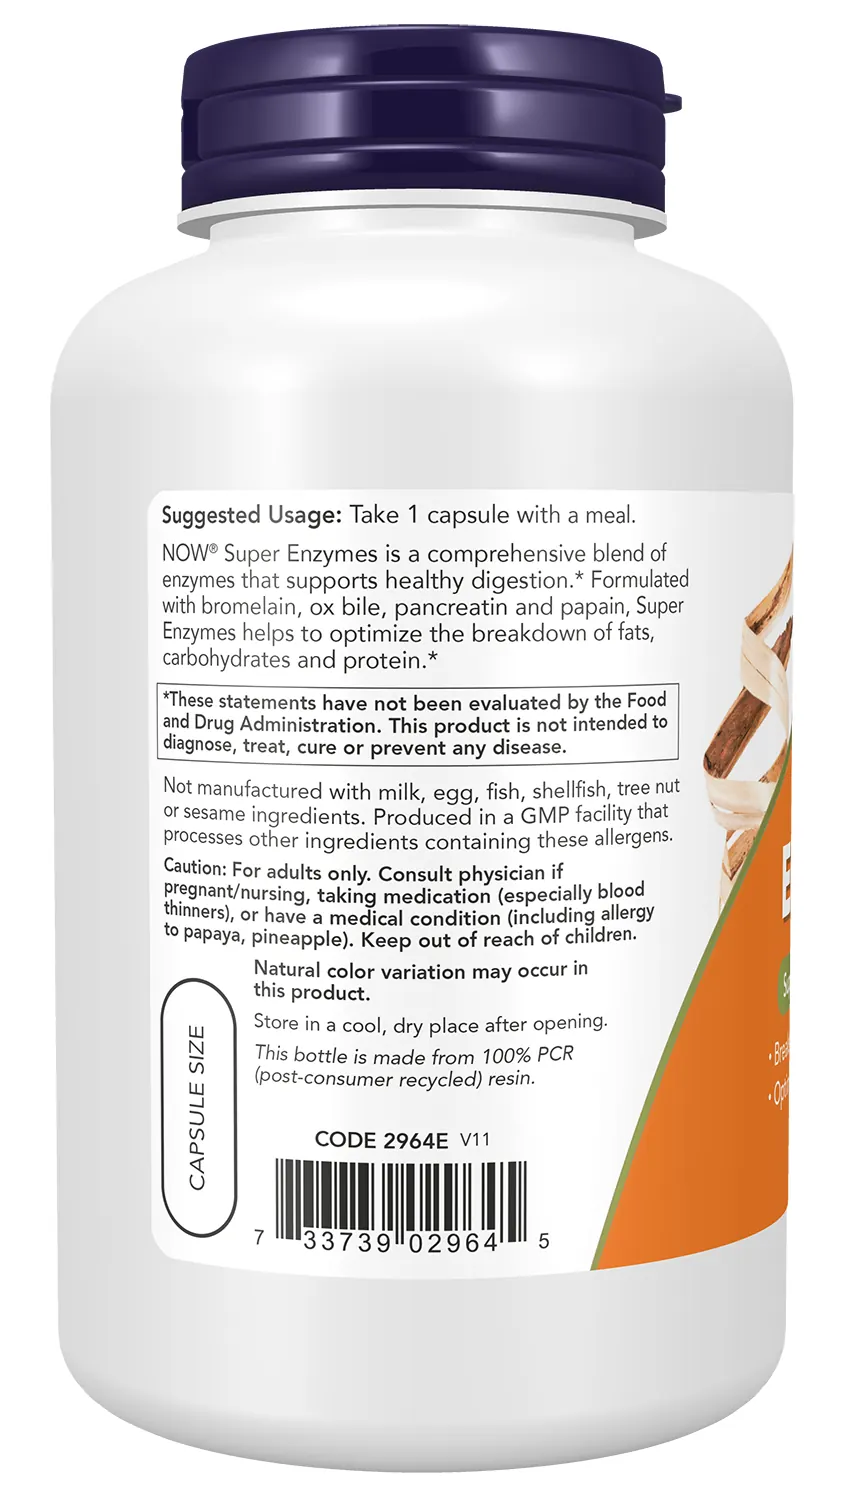 Suggested Usage: Take 1 capsule with a meal.
NOW® Super Enzymes is a comprehensive blend of
enzymes that supports healthy digestion.* Formulated
with bromelain, ox bile, pancreatin and papain, Super
Enzymes helps to optimize the breakdown of fats,
carbohydrates and protein.*
*These statements have not been evaluated by the Food
and Drug Administration. This product is not intended to
diagnose, treat, cure or prevent any disease.
Not manufactured with milk, egg, fish, shellfish, tree nut
or sesame ingredients. Produced in a GMP facility that
processes other ingredients containing these allergens.
Caution: For adults only. Consult physician if
pregnant/nursing, taking medication (especially blood
thinners), or have a medical condition (including allergy
to papaya, pineapple). Keep out of reach of children.
Natural color variation may occur in
this product.
Store in a cool, dry place after opening.
This bottle is made from 100% PCR
(post-consumer recycled) resin.
CAPSULE SIZE
CODE 2964E V11
7 33739 02964 5